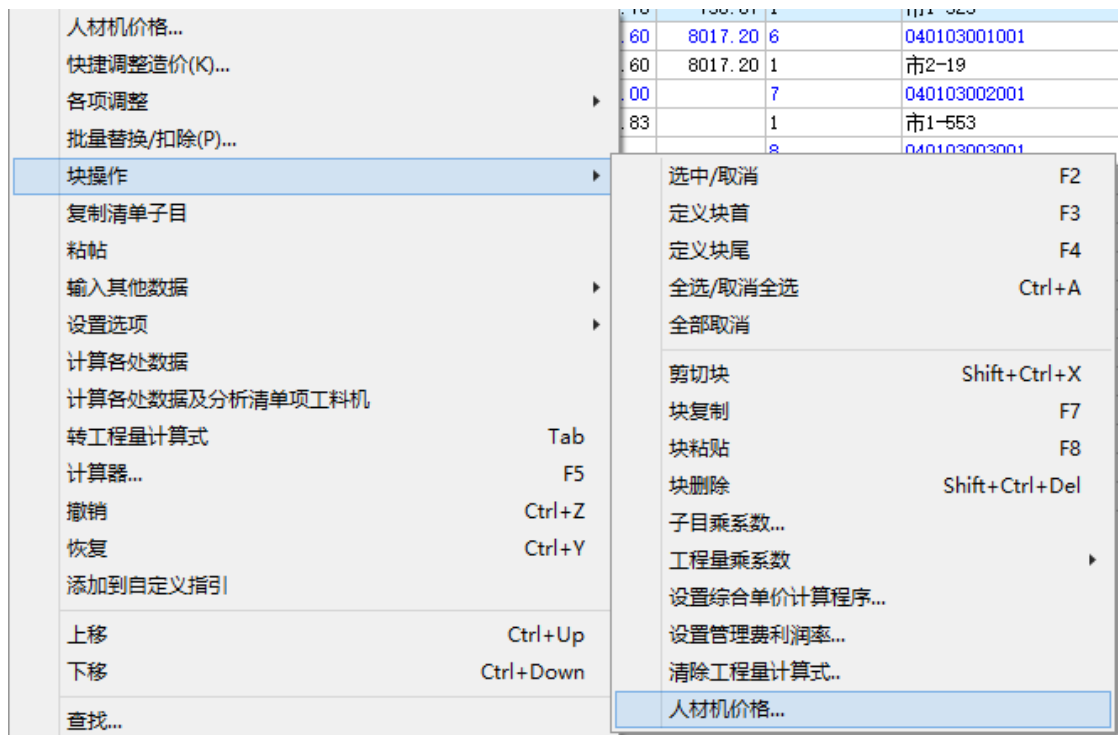 人材机价格...
快捷调整造价(K)...
各项调整
批量替换/扣除(P)...
块操作
复制清单子目
粘帖
输入其他数据
设置选项
计算各处数据
计算各处数据及分析清单项工料机
转工程量计算式 Tab
计算器... F5
撤销 Ctrl+Z
恢复 Ctrl+Y
添加到自定义指引
上移 Ctrl+Up
下移 Ctrl+Down
查找...
.60 8017.20 6 040103001001
.60 8017.20 1 市2-19
.00 7 040103002001
.83 1 市1-553
8 040103003001
选中/取消 F2
定义块首 F3
定义块尾 F4
全选/取消全选 Ctrl+A
全部取消
剪切块 Shift+Ctrl+X
块复制 F7
块粘贴 F8
块删除 Shift+Ctrl+Del
子目乘系数...
工程量乘系数
设置综合单价计算程序...
设置管理费利润率...
清除工程量计算式..
人材机价格...